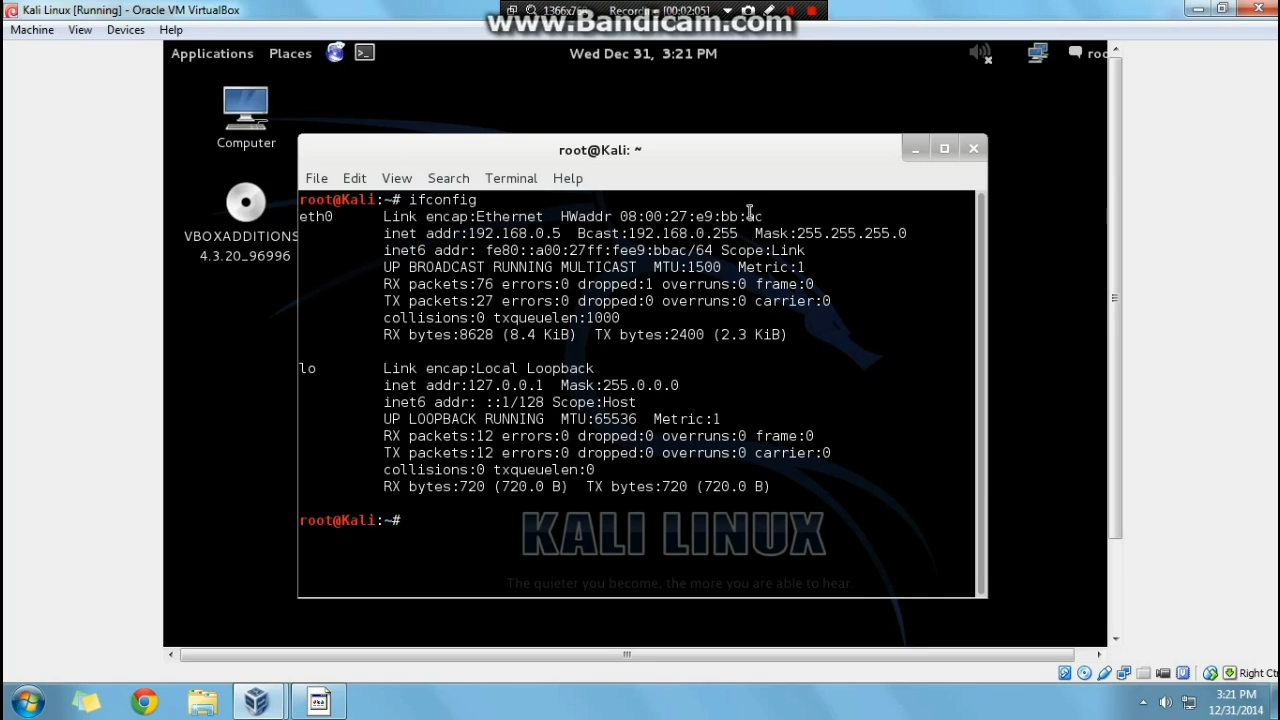 Kali Linux [Running] - Oracle VM VirtualBox
1366x768 Recording [00:02:05]
www.Bandicam.com
Machine View Devices Help
Applications Places Wed Dec 31, 3:21 PM roo
Computer
VBOXADDITIONS
4.3.20_96996
root@Kali: ~
File Edit View Search Terminal Help
root@Kali:~# ifconfig
eth0 Link encap:Ethernet HWaddr 08:00:27:e9:bb:ac
inet addr:192.168.0.5 Bcast:192.168.0.255 Mask:255.255.255.0
inet6 addr: fe80::a00:27ff:fee9:bbac/64 Scope:Link
UP BROADCAST RUNNING MULTICAST MTU:1500 Metric:1
RX packets:76 errors:0 dropped:1 overruns:0 frame:0
TX packets:27 errors:0 dropped:0 overruns:0 carrier:0
collisions:0 txqueuelen:1000
RX bytes:8628 (8.4 KiB) TX bytes:2400 (2.3 KiB)
lo Link encap:Local Loopback
inet addr:127.0.0.1 Mask:255.0.0.0
inet6 addr: ::1/128 Scope:Host
UP LOOPBACK RUNNING MTU:65536 Metric:1
RX packets:12 errors:0 dropped:0 overruns:0 frame:0
TX packets:12 errors:0 dropped:0 overruns:0 carrier:0
collisions:0 txqueuelen:0
RX bytes:720 (720.0 B) TX bytes:720 (720.0 B)
root@Kali:~#
KALI LINUX
The quieter you become, the more you are able to hear.
Right Ct
3:21 PM
12/31/2014